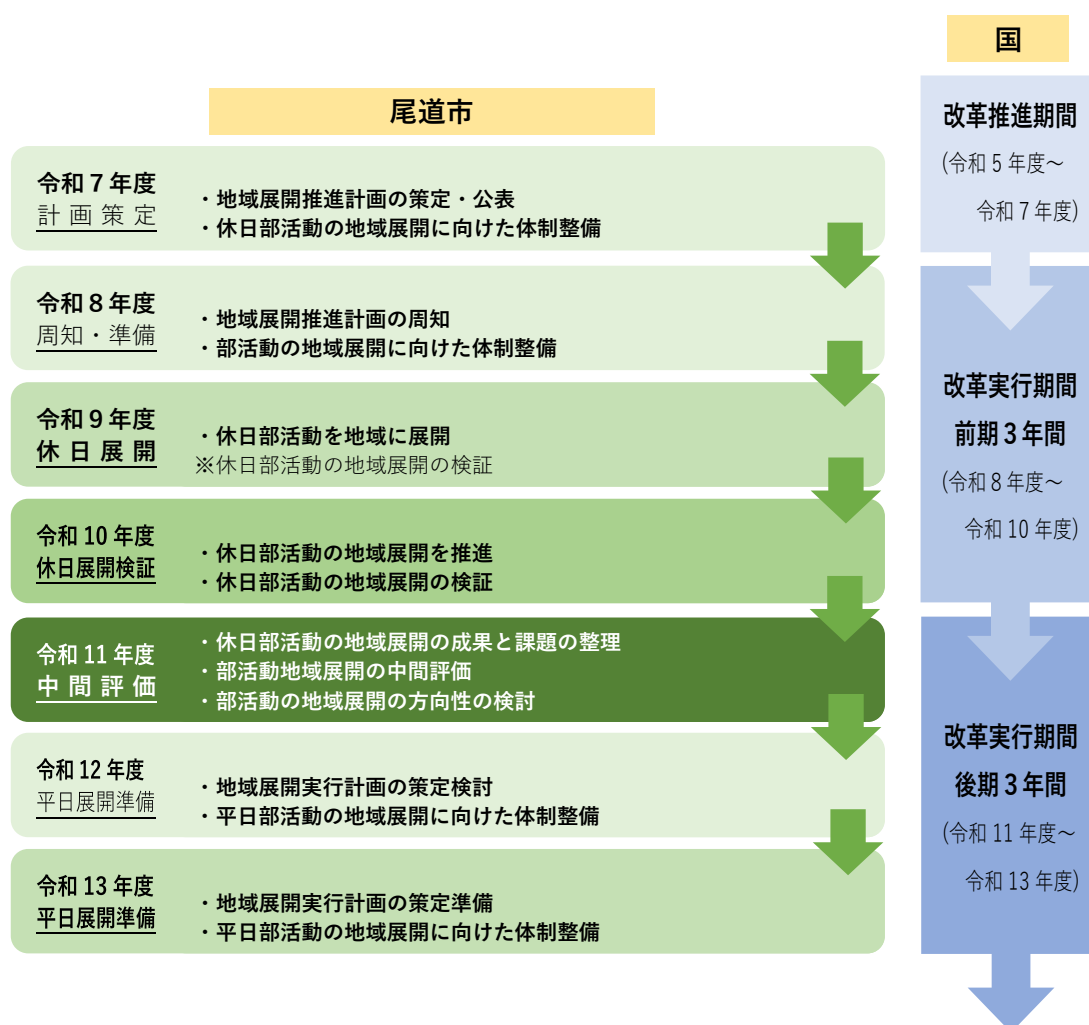 尾道市
令和７年度
計画策定
・地域展開推進計画の策定・公表
・休日部活動の地域展開に向けた体制整備
令和８年度
周知・準備
・地域展開推進計画の周知
・部活動の地域展開に向けた体制整備
令和９年度
休日展開
・休日部活動を地域に展開
※休日部活動の地域展開の検証
令和 10 年度
休日展開検証
・休日部活動の地域展開を推進
・休日部活動の地域展開の検証
令和 11 年度
中間評価
・休日部活動の地域展開の成果と課題の整理
・部活動地域展開の中間評価
・部活動の地域展開の方向性の検討
令和 12 年度
平日展開準備
・地域展開実行計画の策定検討
・平日部活動の地域展開に向けた体制整備
令和 13 年度
平日展開準備
・地域展開実行計画の策定準備
・平日部活動の地域展開に向けた体制整備
国
改革推進期間
(令和５年度～
令和７年度)
改革実行期間
前期３年間
(令和８年度～
令和 10 年度)
改革実行期間
後期３年間
(令和 11 年度～
令和 13 年度)